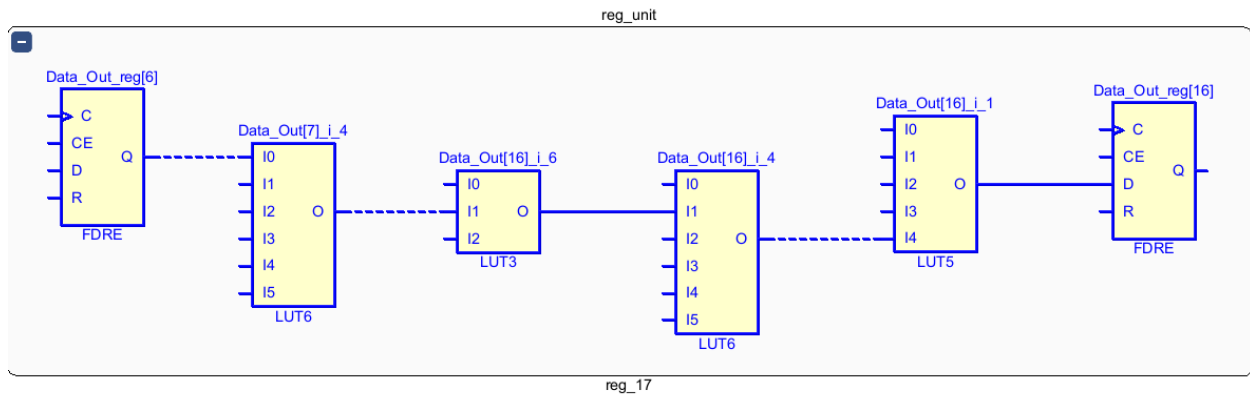 reg_unit
Data_Out_reg[6]
C
CE
D
R
Q
FDRE
Data_Out[7]_i_4
I0
I1
I2
I3
I4
I5
O
LUT6
Data_Out[16]_i_6
I0
I1
I2
O
LUT3
Data_Out[16]_i_4
I0
I1
I2
I3
I4
I5
O
LUT6
Data_Out[16]_i_1
I0
I1
I2
I3
I4
O
LUT5
Data_Out_reg[16]
C
CE
D
R
Q
FDRE
reg_17